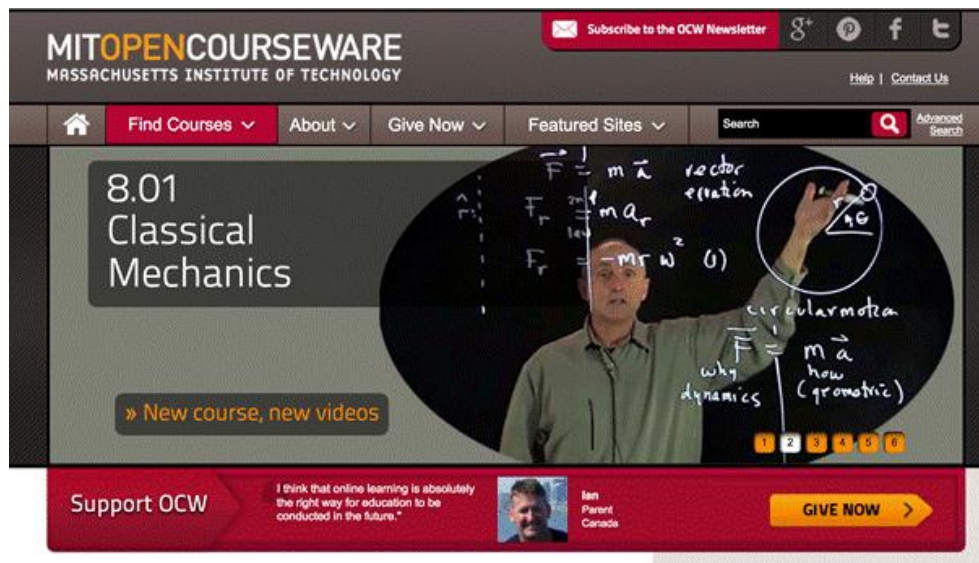 Subscribe to the OCW Newsletter
MITOPENCOURSEWARE
MASSACHUSETTS INSTITUTE OF TECHNOLOGY
Help | Contact Us
Find Courses
About
Give Now
Featured Sites
Search
Advanced
Search
8.01
Classical
Mechanics
» New course, new videos
F = m a vector
equation
F r = m a r
law
F r = -m r ω² (1)
r
circular motion
F = m a
why
dynamics
how
(geometric)
1 2 3 4 5 6
Support OCW
I think that online learning is absolutely
the right way for education to be
conducted in the future."
Ian
Parent
Canada
GIVE NOW